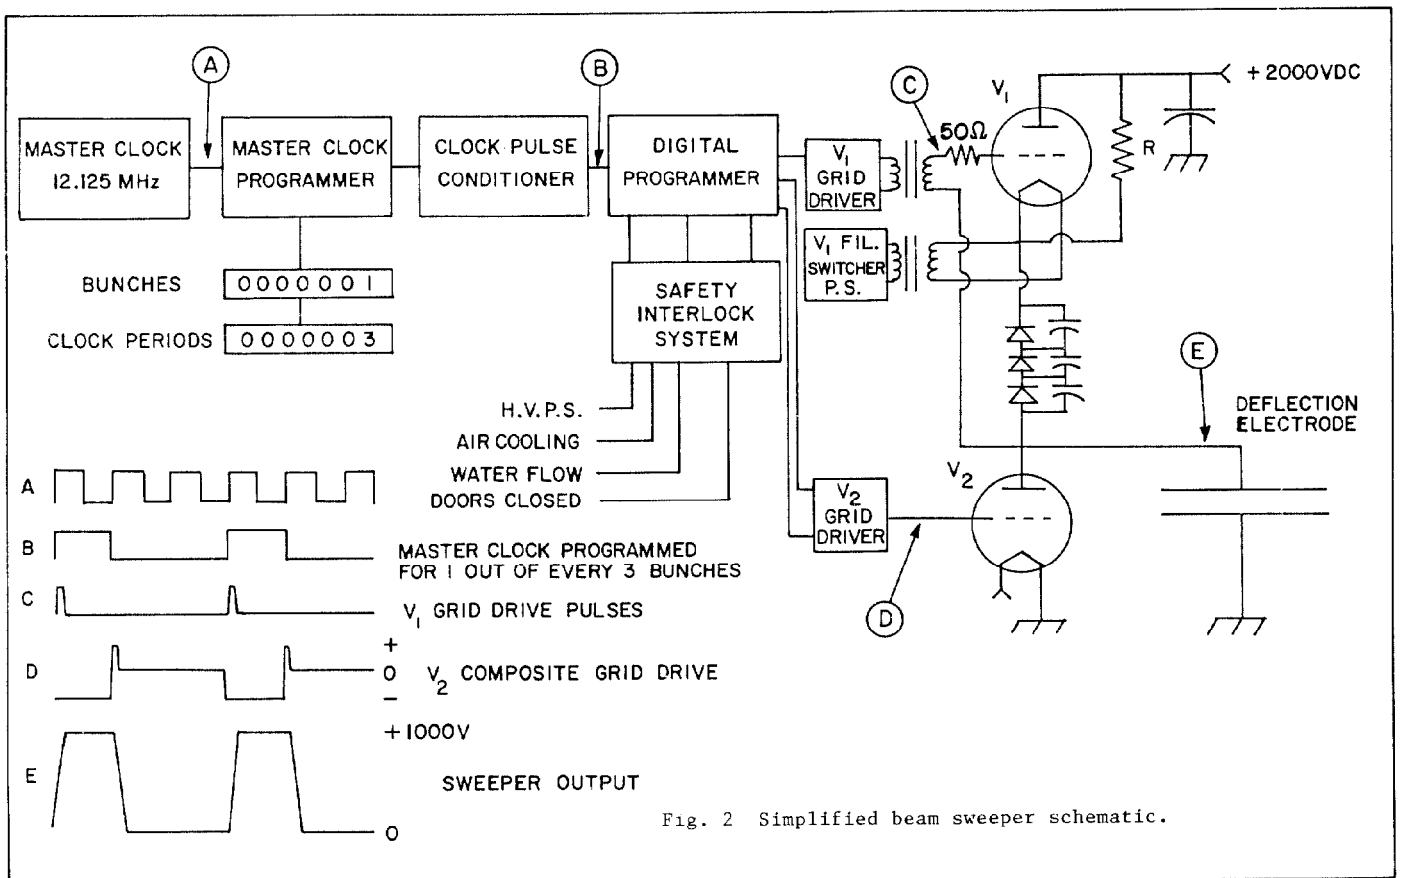 A
B
C
V1
+ 2000VDC
50Ω
R
MASTER CLOCK
12.125 MHz
MASTER CLOCK
PROGRAMMER
CLOCK PULSE
CONDITIONER
DIGITAL
PROGRAMMER
V1
GRID
DRIVER
V1 FIL.
SWITCHER
P.S.
BUNCHES
0000001
CLOCK PERIODS
0000003
SAFETY
INTERLOCK
SYSTEM
H.V.P.S.
AIR COOLING
WATER FLOW
DOORS CLOSED
E
DEFLECTION
ELECTRODE
V2
V2
GRID
DRIVER
D
A
B
MASTER CLOCK PROGRAMMED
FOR 1 OUT OF EVERY 3 BUNCHES
C
V1 GRID DRIVE PULSES
D
+
0
−
V2 COMPOSITE GRID DRIVE
E
+1000V
SWEEPER OUTPUT
0
Fig. 2 Simplified beam sweeper schematic.